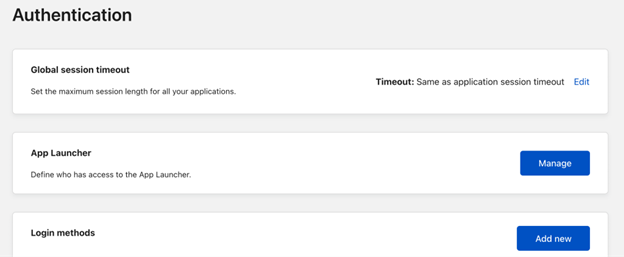 Authentication
Global session timeout
Timeout: Same as application session timeout Edit
Set the maximum session length for all your applications.
App Launcher
Manage
Define who has access to the App Launcher.
Login methods
Add new